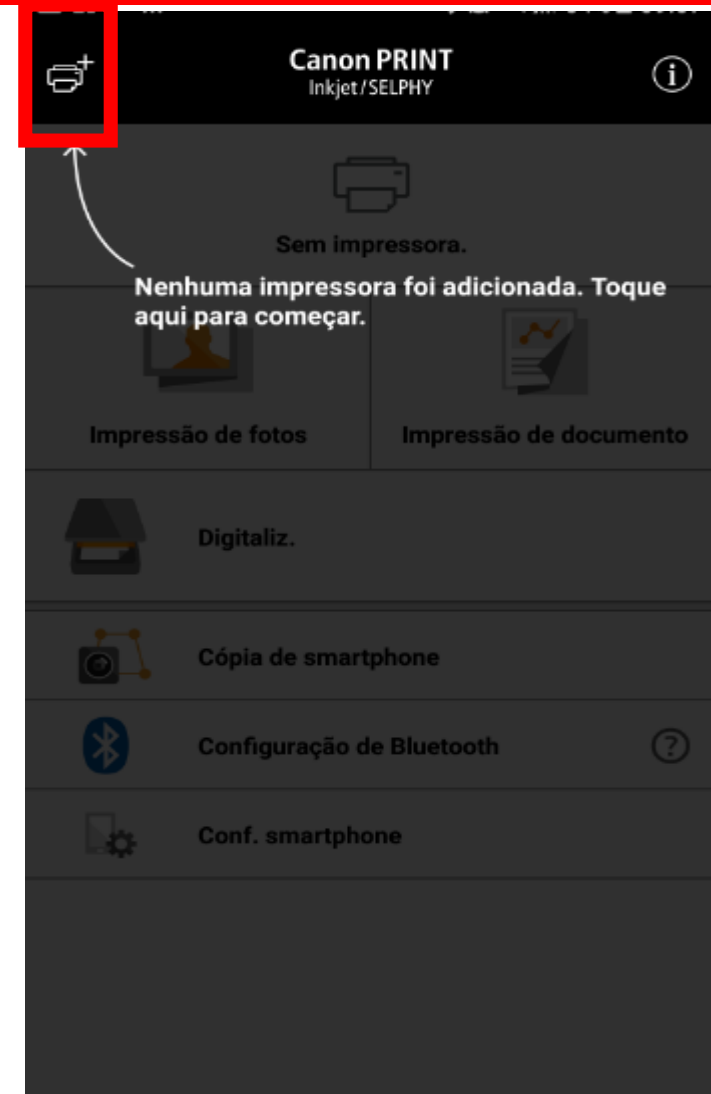 Canon PRINT
Inkjet/SELPHY
Sem impressora.
Nenhuma impressora foi adicionada. Toque
aqui para começar.
Impressão de fotos
Impressão de documento
Digitaliz.
Cópia de smartphone
Configuração de Bluetooth
Conf. smartphone